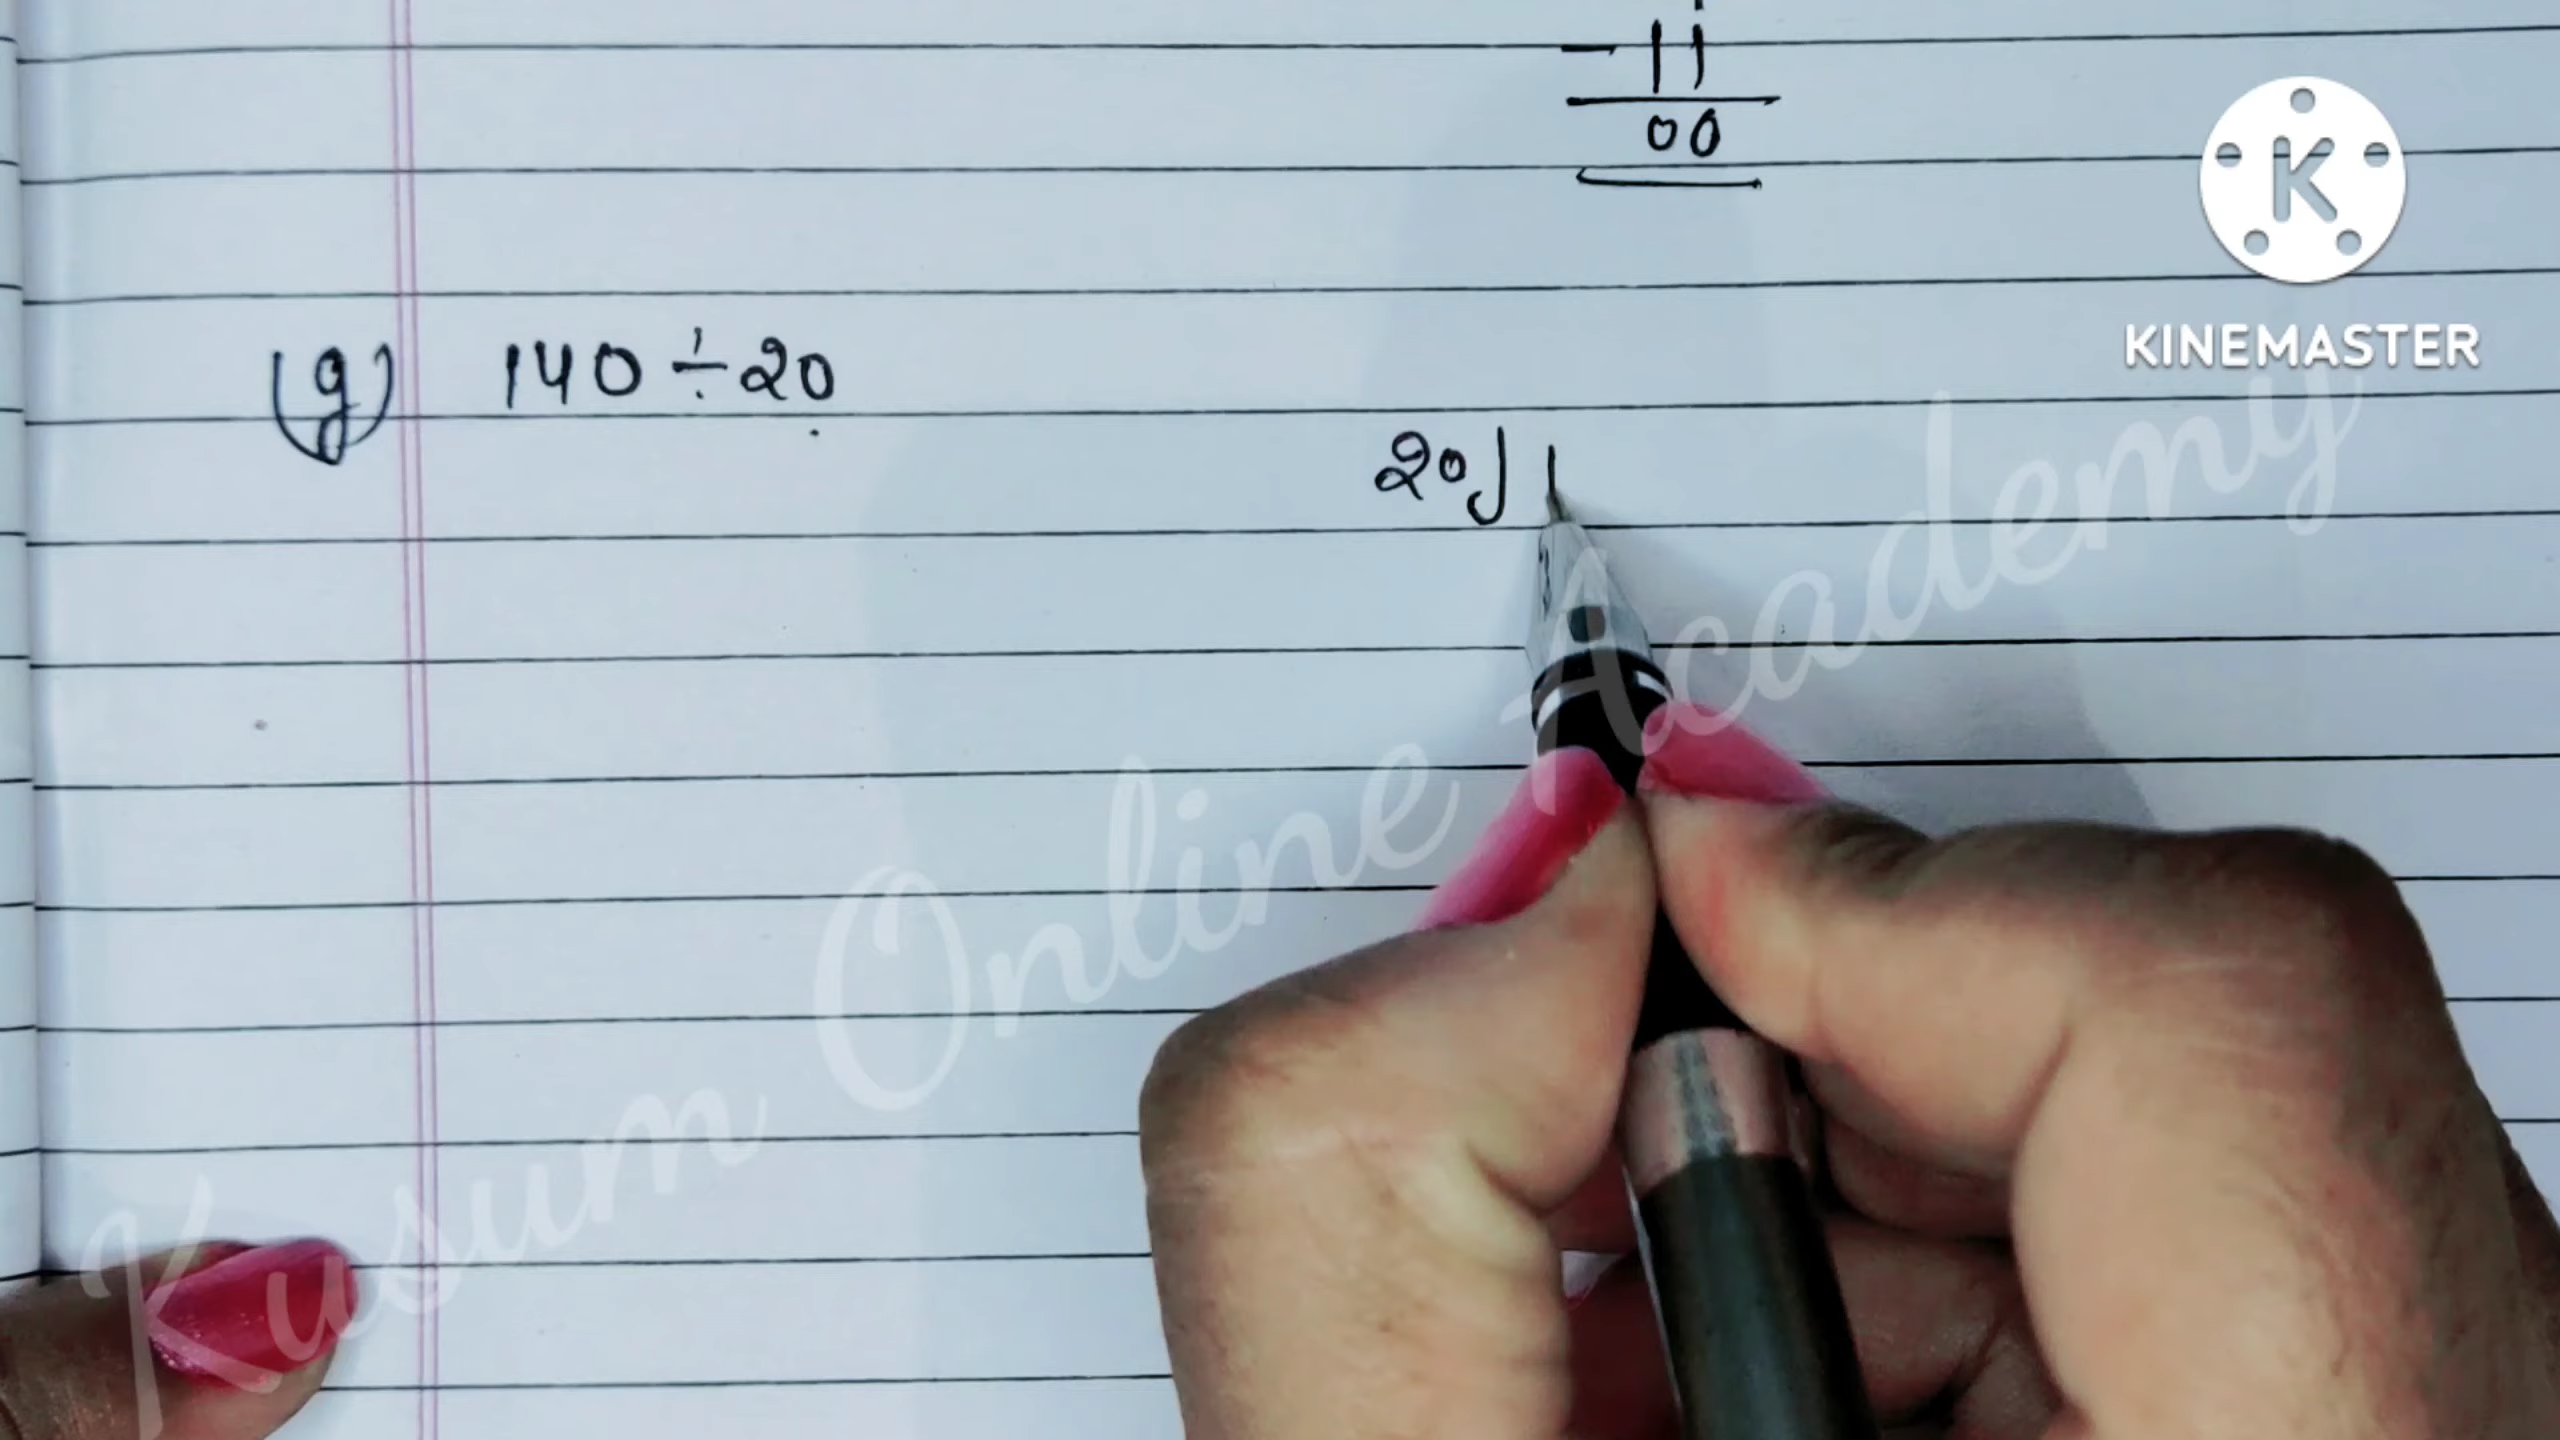 - 11
00
K
KINEMASTER
(g) 140 ÷ 20
20) 1
Kusum Online Academy